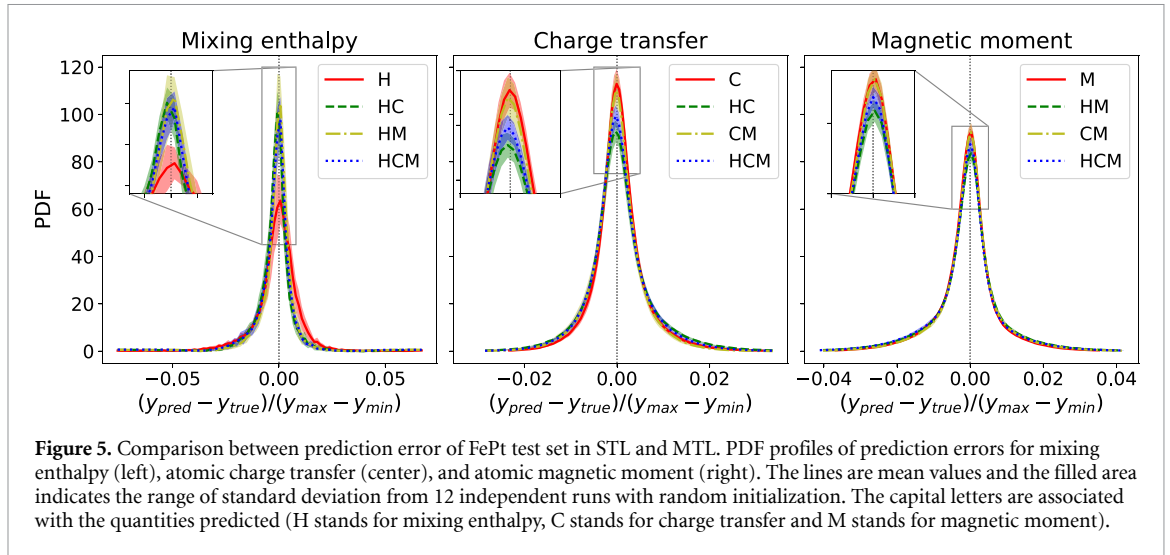 Mixing enthalpy
Charge transfer
Magnetic moment
120
100
80
60
40
20
0
PDF
H
HC
HM
HCM
C
HC
CM
HCM
M
HM
CM
HCM
−0.05 0.00 0.05
−0.02 0.00 0.02
−0.04 −0.02 0.00 0.02 0.04
(y_pred − y_true)/(y_max − y_min)
(y_pred − y_true)/(y_max − y_min)
(y_pred − y_true)/(y_max − y_min)
Figure 5. Comparison between prediction error of FePt test set in STL and MTL. PDF profiles of prediction errors for mixing
enthalpy (left), atomic charge transfer (center), and atomic magnetic moment (right). The lines are mean values and the filled area
indicates the range of standard deviation from 12 independent runs with random initialization. The capital letters are associated
with the quantities predicted (H stands for mixing enthalpy, C stands for charge transfer and M stands for magnetic moment).